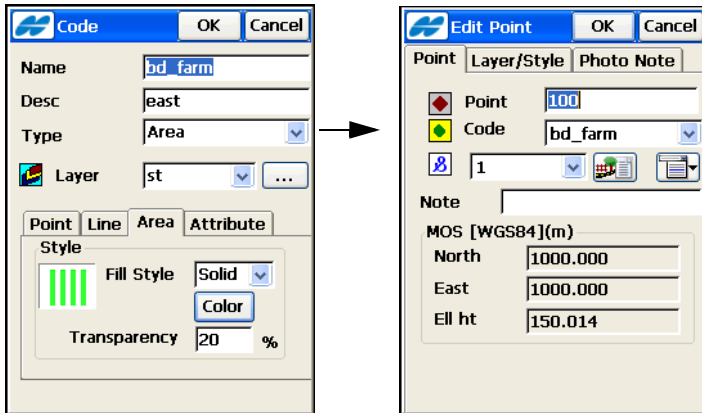 Code OK Cancel
Name bd_farm
Desc east
Type Area
Layer st ...
Point Line Area Attribute
Style
Fill Style Solid
Color
Transparency 20 %
Edit Point OK Cancel
Point Layer/Style Photo Note
Point 100
Code bd_farm
1
Note
MOS [WGS84](m)
North 1000.000
East 1000.000
Ell ht 150.014